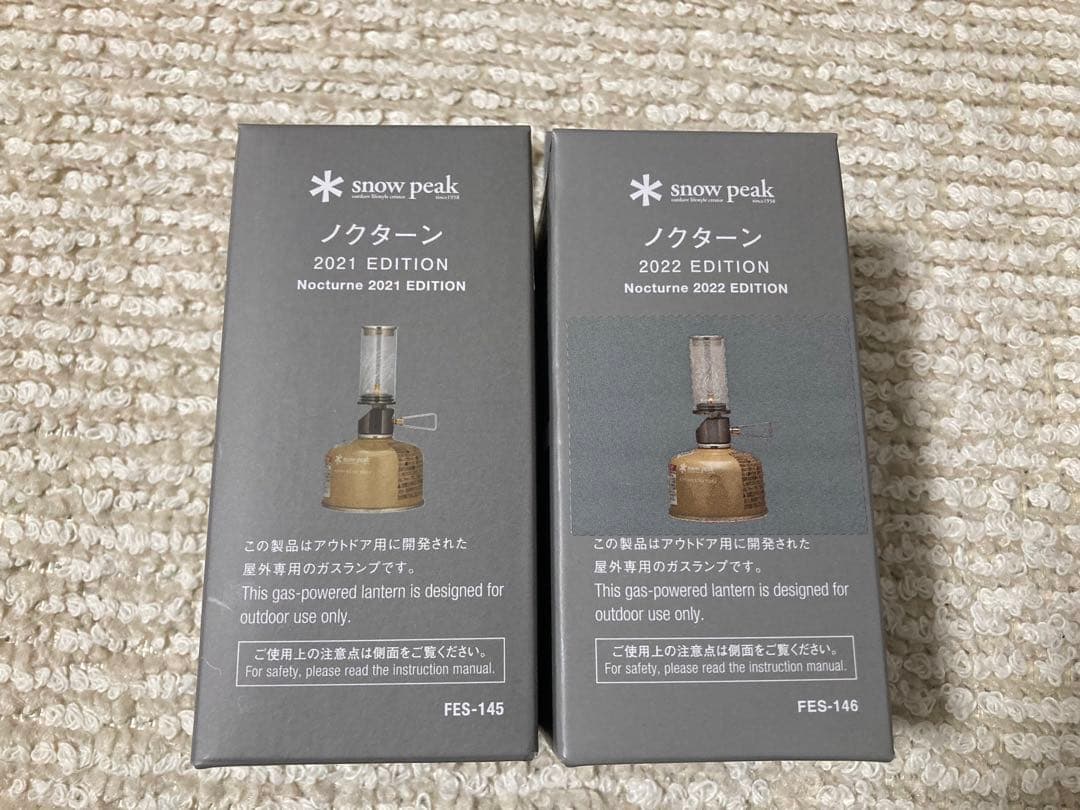 snow peak
outdoor lifestyle creator since1958
ノクターン
2021 EDITION
Nocturne 2021 EDITION
snow peak
この製品はアウトドア用に開発された
屋外専用のガスランプです。
This gas-powered lantern is designed for
outdoor use only.
ご使用上の注意点は側面をご覧ください。
For safety, please read the instruction manual.
FES-145
snow peak
outdoor lifestyle creator since1958
ノクターン
2022 EDITION
Nocturne 2022 EDITION
snow peak
この製品はアウトドア用に開発された
屋外専用のガスランプです。
This gas-powered lantern is designed for
outdoor use only.
ご使用上の注意点は側面をご覧ください。
For safety, please read the instruction manual.
FES-146